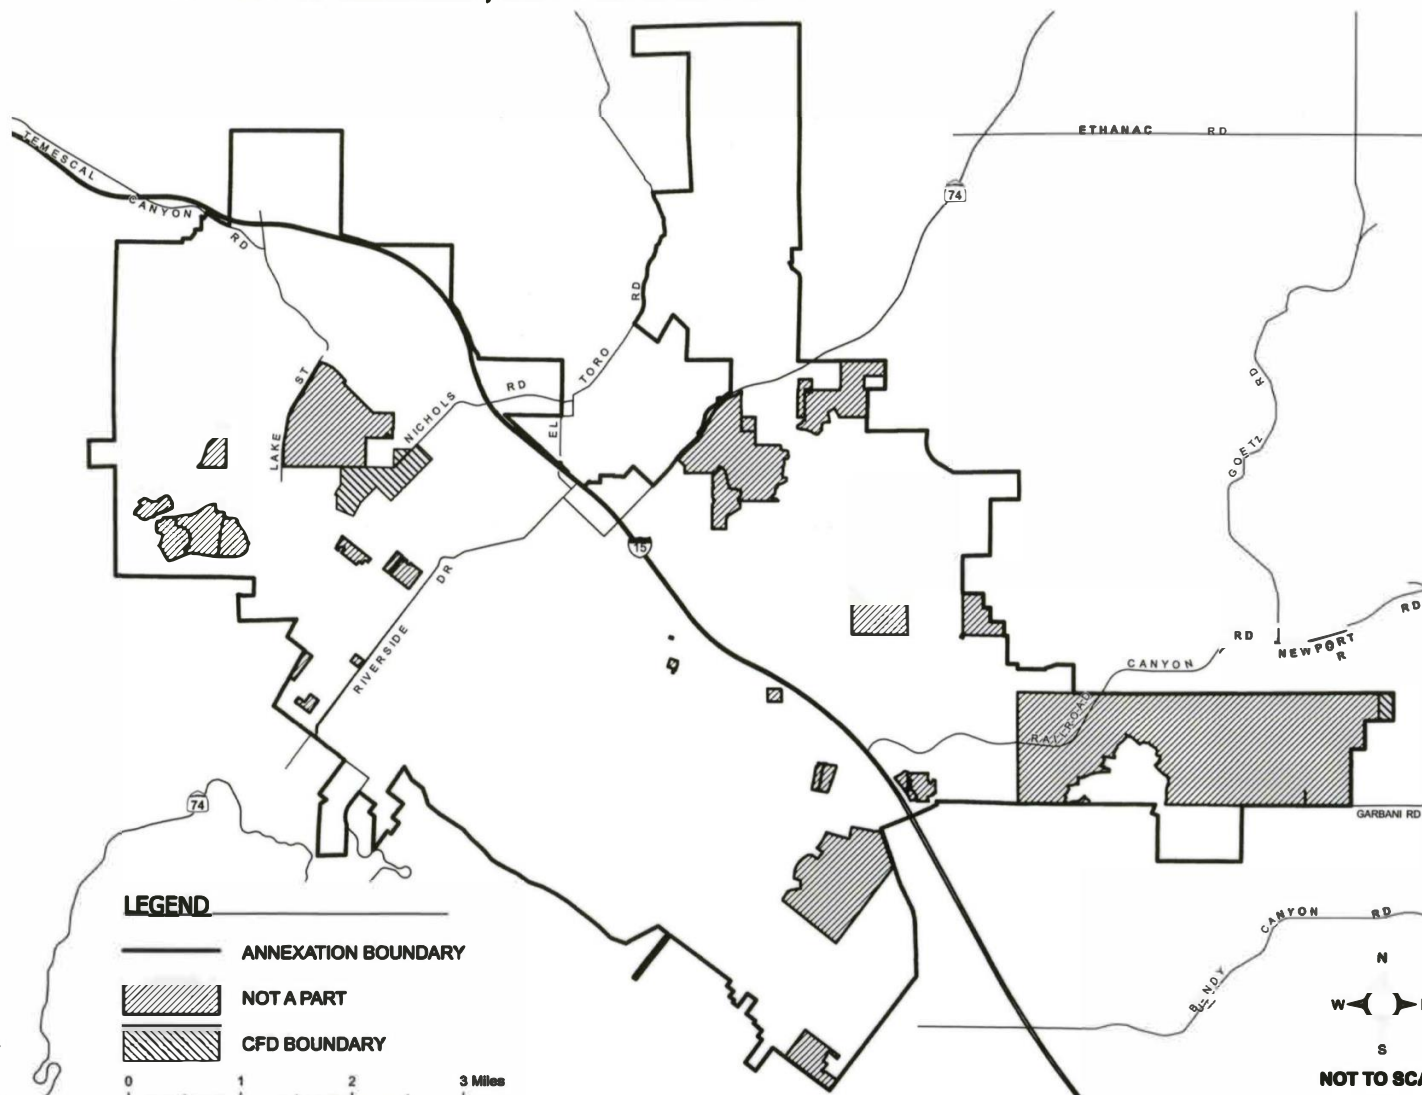 ETHANAC RD
TEMESCAL
CANYON
RD
74
RD
TORO
RD
NICHOLS
EL
ST
LAKE
RD
GOETZ
15
DR
RIVERSIDE
RD
RD
NEWPORT
R
CANYON
RAILROAD
74
GARBANI RD
LEGEND
ANNEXATION BOUNDARY
NOT A PART
CFD BOUNDARY
0 1 2 3 Miles
CANYON RD
BUNDY
N
W
S
NOT TO SCA